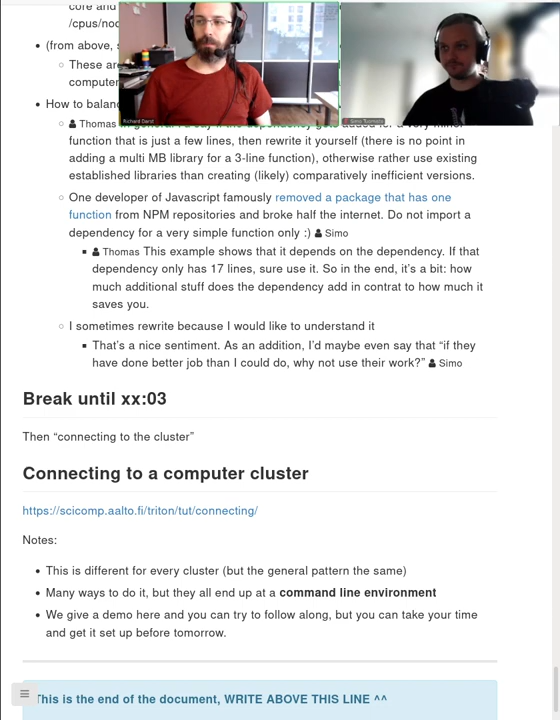 core and
/cpus/noc
(from above, s
These are
computer
How to balanc
Thomas
function that is just a few lines, then rewrite it yourself (there is no point in
adding a multi MB library for a 3-line function), otherwise rather use existing
established libraries than creating (likely) comparatively inefficient versions.
One developer of Javascript famously removed a package that has one
function from NPM repositories and broke half the internet. Do not import a
dependency for a very simple function only :) Simo
Thomas This example shows that it depends on the dependency. If that
dependency only has 17 lines, sure use it. So in the end, it's a bit: how
much additional stuff does the dependency add in contrat to how much it
saves you.
I sometimes rewrite because I would like to understand it
That's a nice sentiment. As an addition, I'd maybe even say that “if they
have done better job than I could do, why not use their work?” Simo
Break until xx:03
Then “connecting to the cluster”
Connecting to a computer cluster
https://scicomp.aalto.fi/triton/tut/connecting/
Notes:
This is different for every cluster (but the general pattern the same)
Many ways to do it, but they all end up at a command line environment
We give a demo here and you can try to follow along, but you can take your time
and get it set up before tomorrow.
This is the end of the document, WRITE ABOVE THIS LINE ^^
Richard Darst
Simo Tuomisto